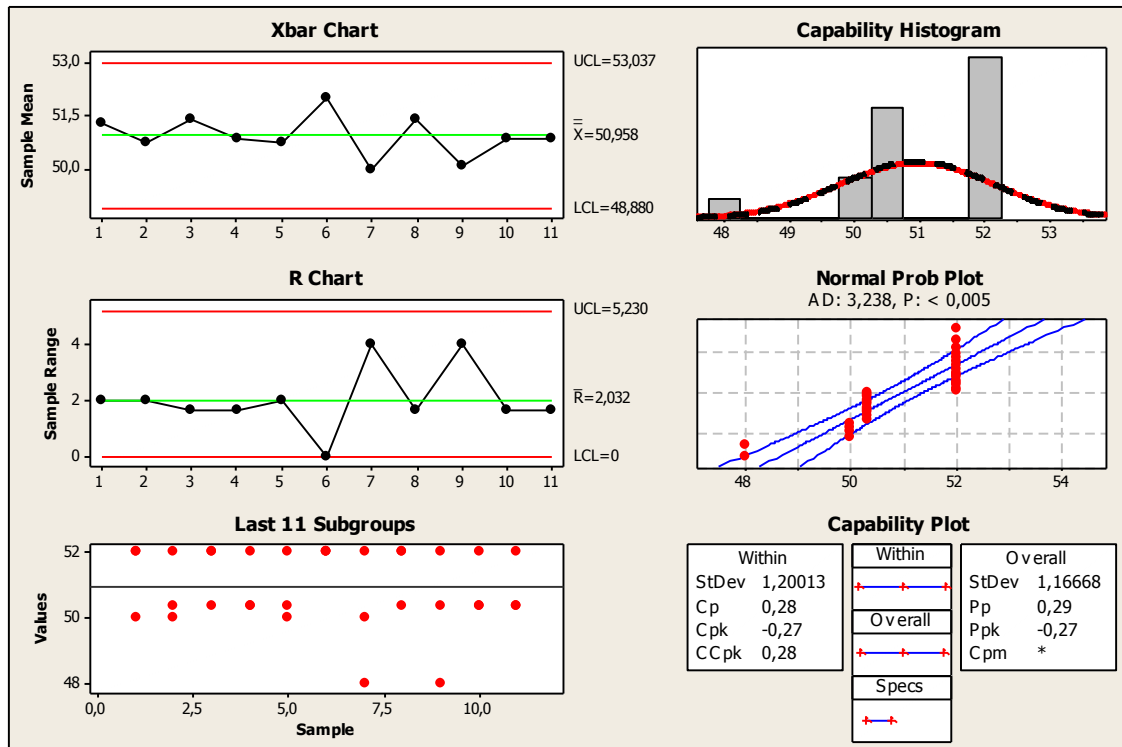 Xbar Chart
Sample Mean
53,0
51,5
50,0
1 2 3 4 5 6 7 8 9 10 11
UCL=53,037
X=50,958
LCL=48,880
Capability Histogram
48 49 50 51 52 53
R Chart
Sample Range
4
2
0
1 2 3 4 5 6 7 8 9 10 11
UCL=5,230
R=2,032
LCL=0
Normal Prob Plot
AD: 3,238, P: < 0,005
48 50 52 54
Last 11 Subgroups
Values
52
50
48
0,0 2,5 5,0 7,5 10,0
Sample
Capability Plot
Within
StDev 1,20013
Cp 0,28
Cpk -0,27
CCpk 0,28
Within
Overall
Specs
Overall
StDev 1,16668
Pp 0,29
Ppk -0,27
Cpm *